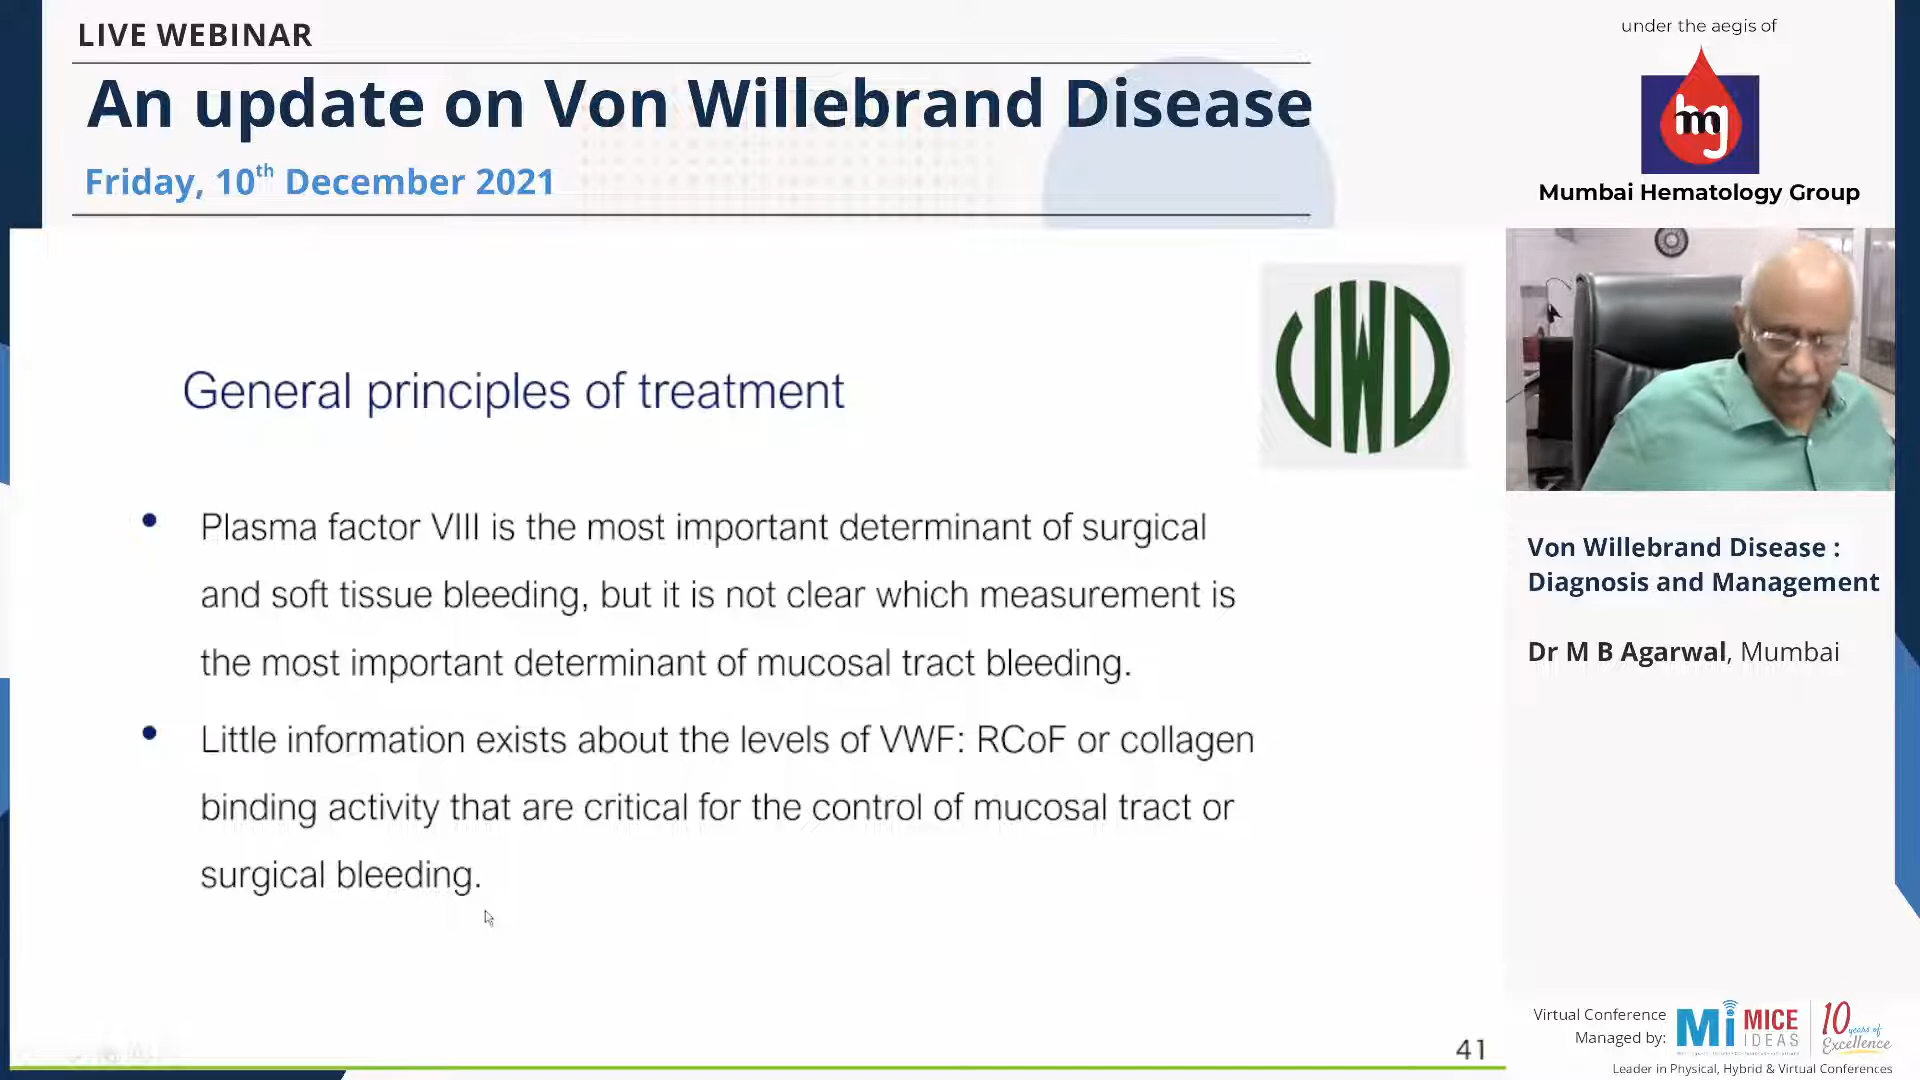 LIVE WEBINAR
An update on Von Willebrand Disease
Friday, 10th December 2021
under the aegis of
hmg
Mumbai Hematology Group
VWD
General principles of treatment
• Plasma factor VIII is the most important determinant of surgical
and soft tissue bleeding, but it is not clear which measurement is
the most important determinant of mucosal tract bleeding.
• Little information exists about the levels of VWF: RCoF or collagen
binding activity that are critical for the control of mucosal tract or
surgical bleeding.
41
Von Willebrand Disease :
Diagnosis and Management
Dr M B Agarwal, Mumbai
Virtual Conference
Managed by:
Mi MICE
IDEAS
10 years of
Excellence
Leader in Physical, Hybrid & Virtual Conferences